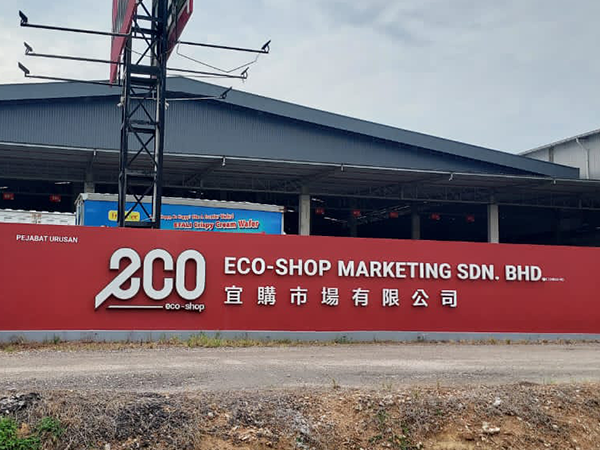 PEJABAT URUSAN
eco
eco-shop
ECO-SHOP MARKETING SDN. BHD.
宜購市場有限公司
Crispy Cream Wafer